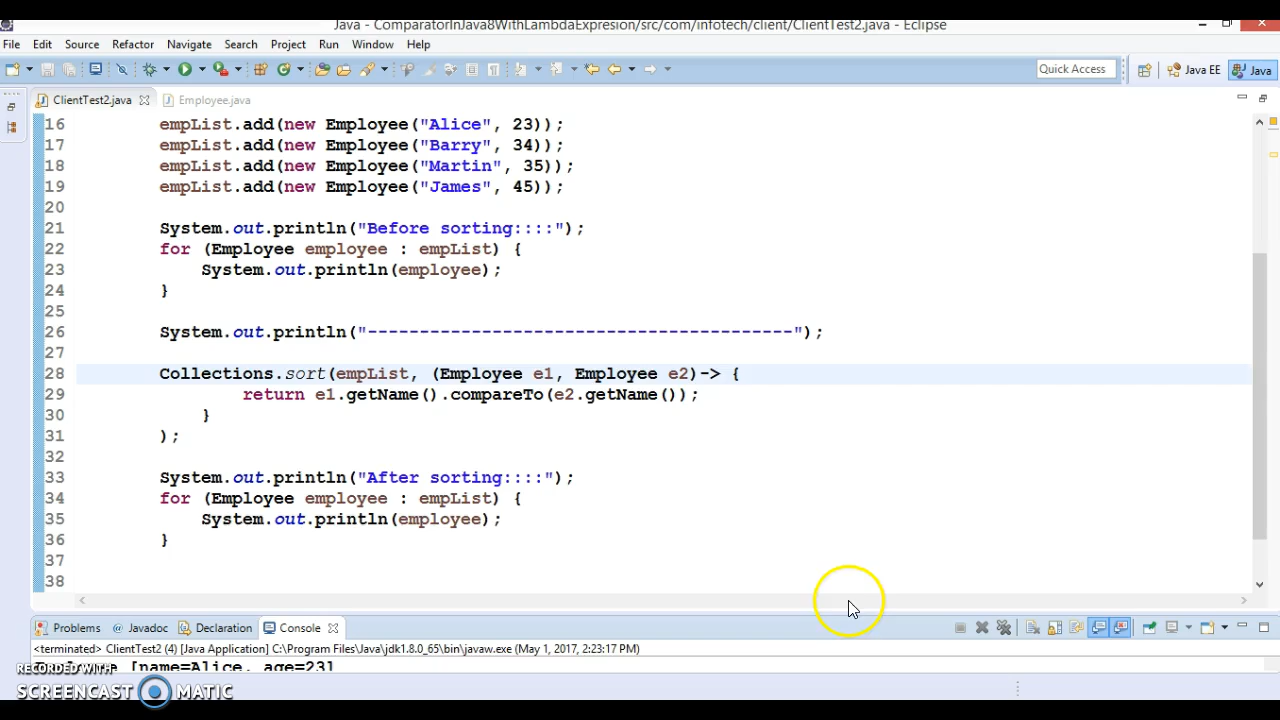 Java - ComparatorInJava8WithLambdaExpresion/src/com/infotech/client/ClientTest2.java - Eclipse
File Edit Source Refactor Navigate Search Project Run Window Help
Quick Access Java EE Java
ClientTest2.java Employee.java
16 empList.add(new Employee("Alice", 23));
17 empList.add(new Employee("Barry", 34));
18 empList.add(new Employee("Martin", 35));
19 empList.add(new Employee("James", 45));
20
21 System.out.println("Before sorting::::");
22 for (Employee employee : empList) {
23 System.out.println(employee);
24 }
25
26 System.out.println("-----------------------------------------");
27
28 Collections.sort(empList, (Employee e1, Employee e2)-> {
29 return e1.getName().compareTo(e2.getName());
30 }
31 );
32
33 System.out.println("After sorting::::");
34 for (Employee employee : empList) {
35 System.out.println(employee);
36 }
37
38
Problems @ Javadoc Declaration Console
<terminated> ClientTest2 (4) [Java Application] C:\Program Files\Java\jdk1.8.0_65\bin\javaw.exe (May 1, 2017, 2:23:17 PM)
[name=Alice, age=23]
RECORDED WITH
SCREENCAST MATIC